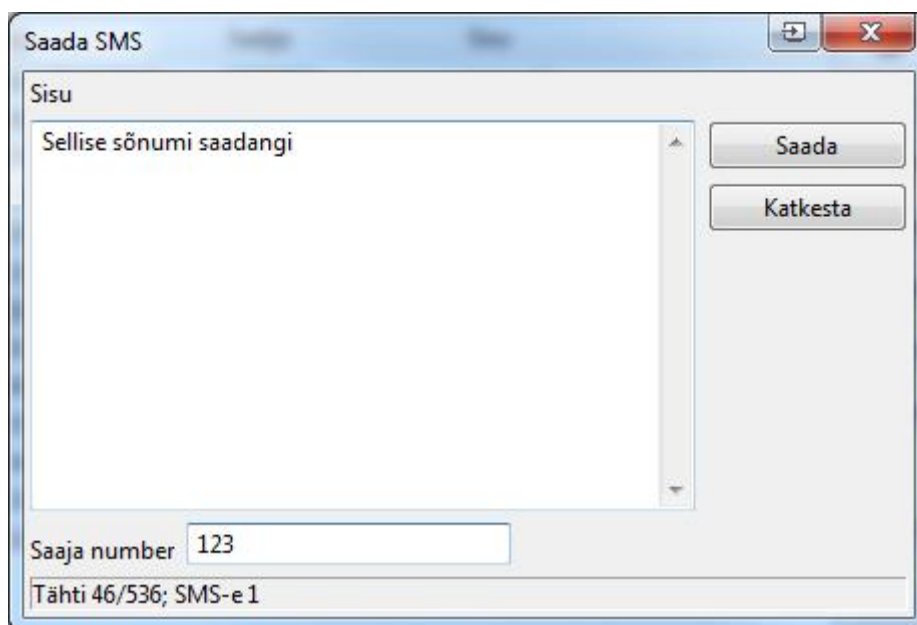 Saada SMS
Sisu
Sellise sõnumi saadangi
Saada
Katkesta
Saaja number 123
Tähti 46/536; SMS-e 1